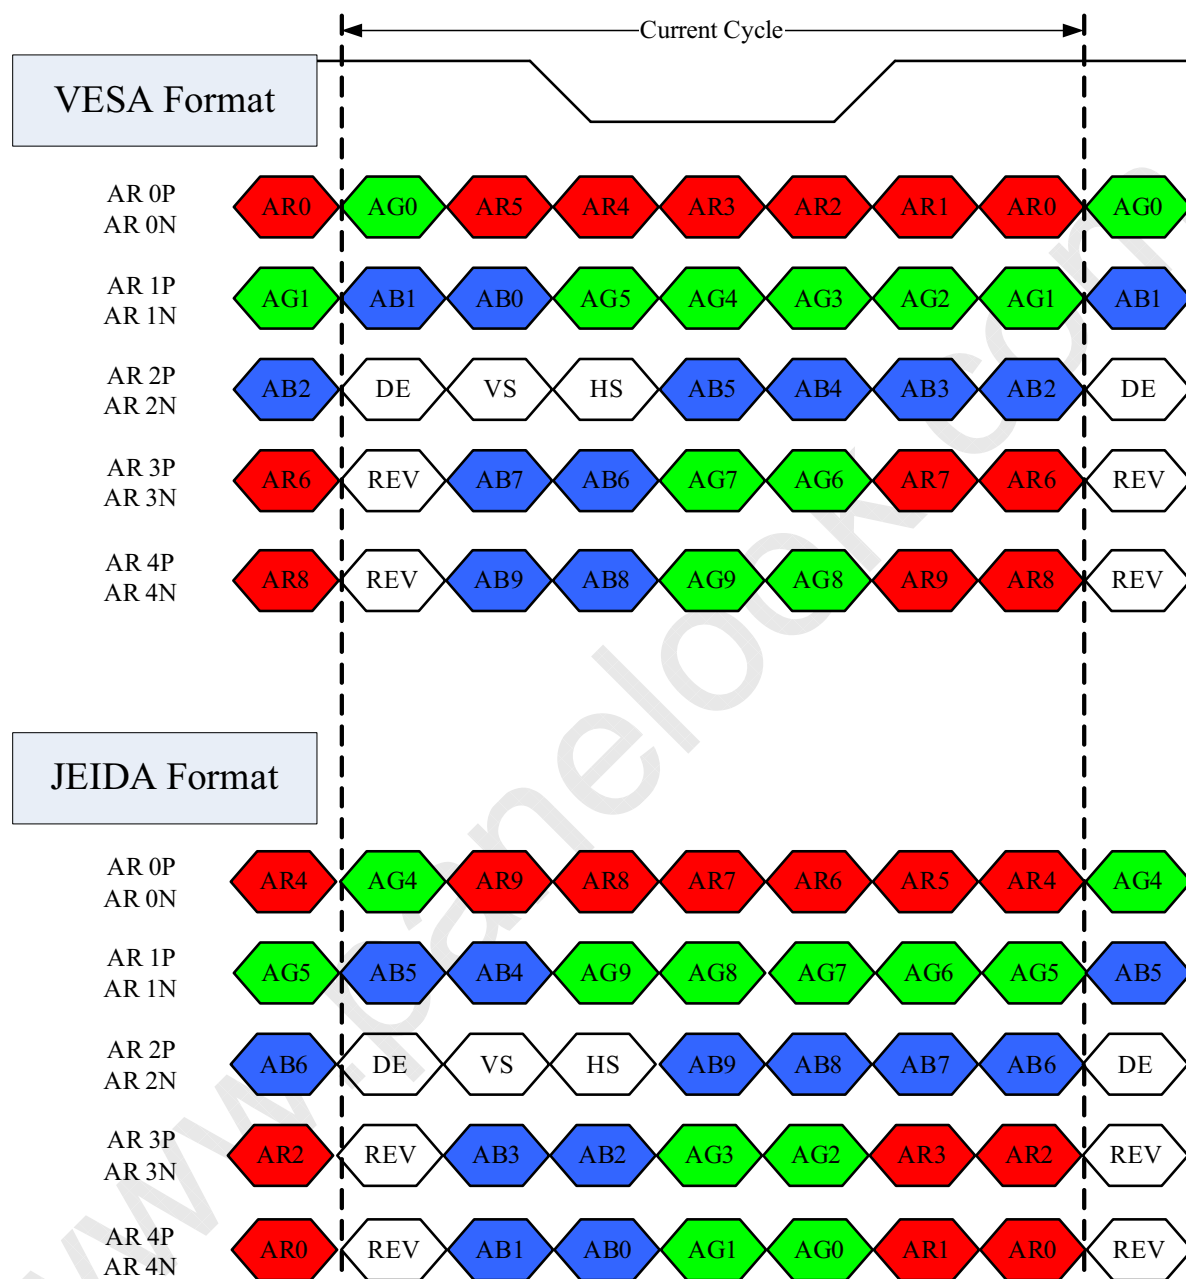 Current Cycle
VESA Format
AR 0P
AR 0N
AR0 AG0 AR5 AR4 AR3 AR2 AR1 AR0 AG0
AR 1P
AR 1N
AG1 AB1 AB0 AG5 AG4 AG3 AG2 AG1 AB1
AR 2P
AR 2N
AB2 DE VS HS AB5 AB4 AB3 AB2 DE
AR 3P
AR 3N
AR6 REV AB7 AB6 AG7 AG6 AR7 AR6 REV
AR 4P
AR 4N
AR8 REV AB9 AB8 AG9 AG8 AR9 AR8 REV
JEIDA Format
AR 0P
AR 0N
AR4 AG4 AR9 AR8 AR7 AR6 AR5 AR4 AG4
AR 1P
AR 1N
AG5 AB5 AB4 AG9 AG8 AG7 AG6 AG5 AB5
AR 2P
AR 2N
AB6 DE VS HS AB9 AB8 AB7 AB6 DE
AR 3P
AR 3N
AR2 REV AB3 AB2 AG3 AG2 AR3 AR2 REV
AR 4P
AR 4N
AR0 REV AB1 AB0 AG1 AG0 AR1 AR0 REV
www.panelook.com